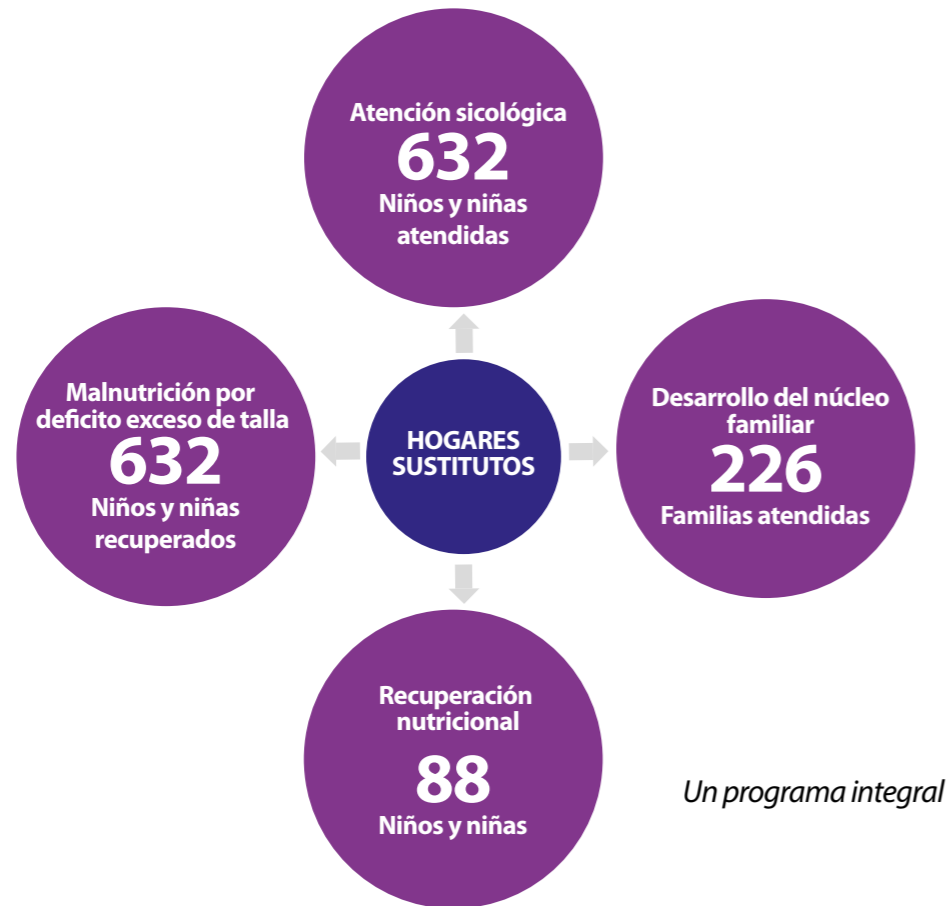 Atención sicológica
632
Niños y niñas
atendidas
Malnutrición por
deficito exceso de talla
632
Niños y niñas
recuperados
HOGARES
SUSTITUTOS
Desarrollo del núcleo
familiar
226
Familias atendidas
Recuperación
nutricional
88
Niños y niñas
Un programa integral